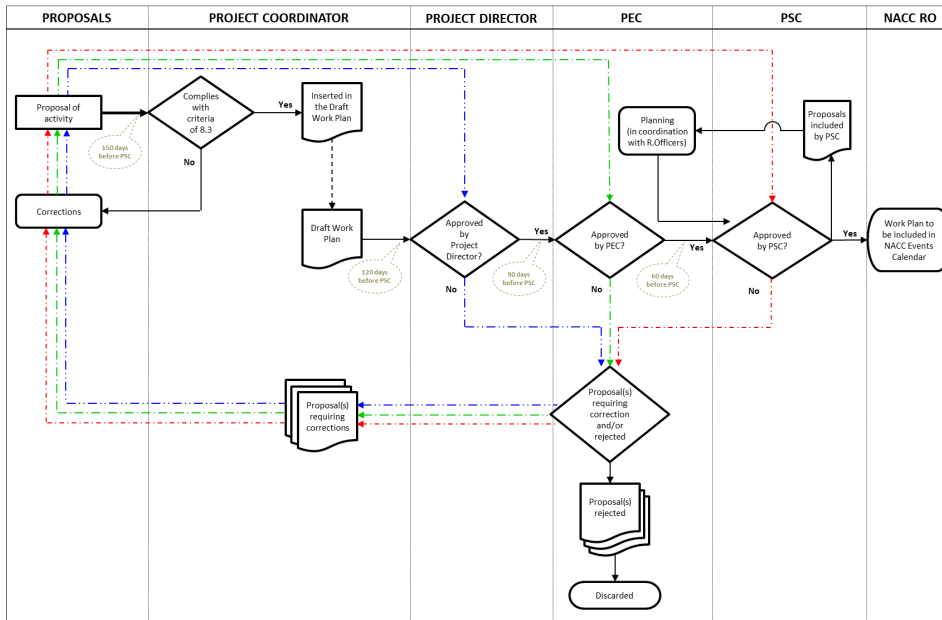 PROPOSALS
PROJECT COORDINATOR
PROJECT DIRECTOR
PEC
PSC
NACC RO
Proposal of
activity
150 days
before PSC
Complies
with
criteria
of 8.3
Yes
No
Inserted in
the Draft
Work Plan
Planning
(in coordination
with R.Officers)
Proposals
included
by PSC
Corrections
Draft Work
Plan
120 days
before PSC
Approved
by
Project
Director?
Yes
No
90 days
before PSC
Approved
by PEC?
Yes
No
60 days
before PSC
Approved
by PSC?
Yes
No
Work Plan to
be included in
NACC Events
Calendar
Proposal(s)
requiring
corrections
Proposal(s)
requiring
correction
and/or
rejected
Proposal(s)
rejected
Discarded